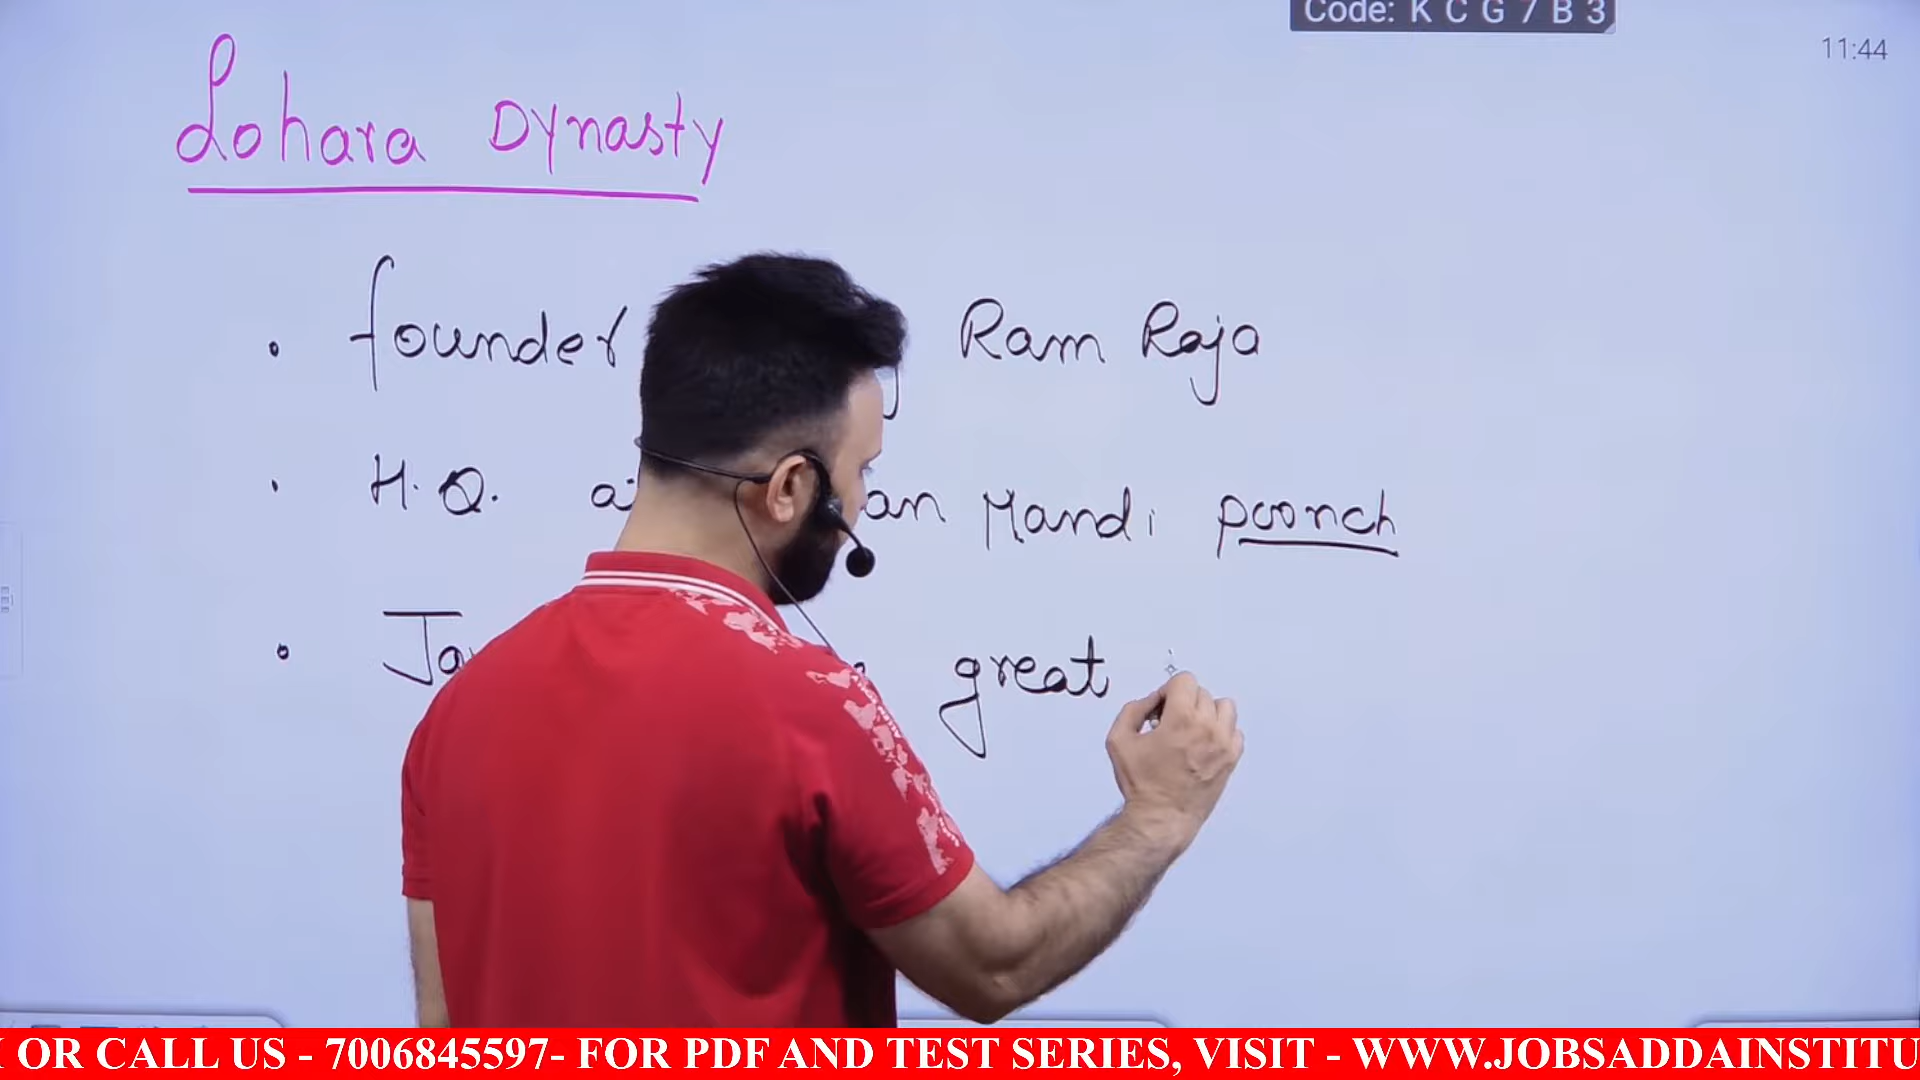 Code: K C G 7 B 3
11:44
Lohara Dynasty
• founder Ram Raja
• H.Q. an Mandi poonch
• great
OR CALL US - 7006845597- FOR PDF AND TEST SERIES, VISIT - WWW.JOBSADDAINSTITU